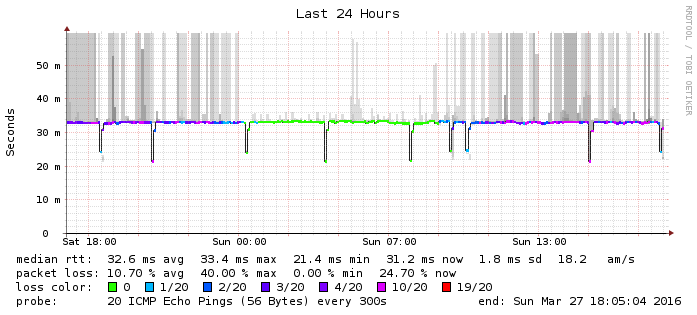 Last 24 Hours
RRDTOOL / TOBI OETIKER
Seconds
50 m
40 m
30 m
20 m
10 m
0
Sat 18:00 Sun 00:00 Sun 07:00 Sun 13:00
median rtt: 32.6 ms avg 33.4 ms max 21.4 ms min 31.2 ms now 1.8 ms sd 18.2 am/s
packet loss: 10.70 % avg 40.00 % max 0.00 % min 24.70 % now
loss color: 0 1/20 2/20 3/20 4/20 10/20 19/20
probe: 20 ICMP Echo Pings (56 Bytes) every 300s end: Sun Mar 27 18:05:04 2016